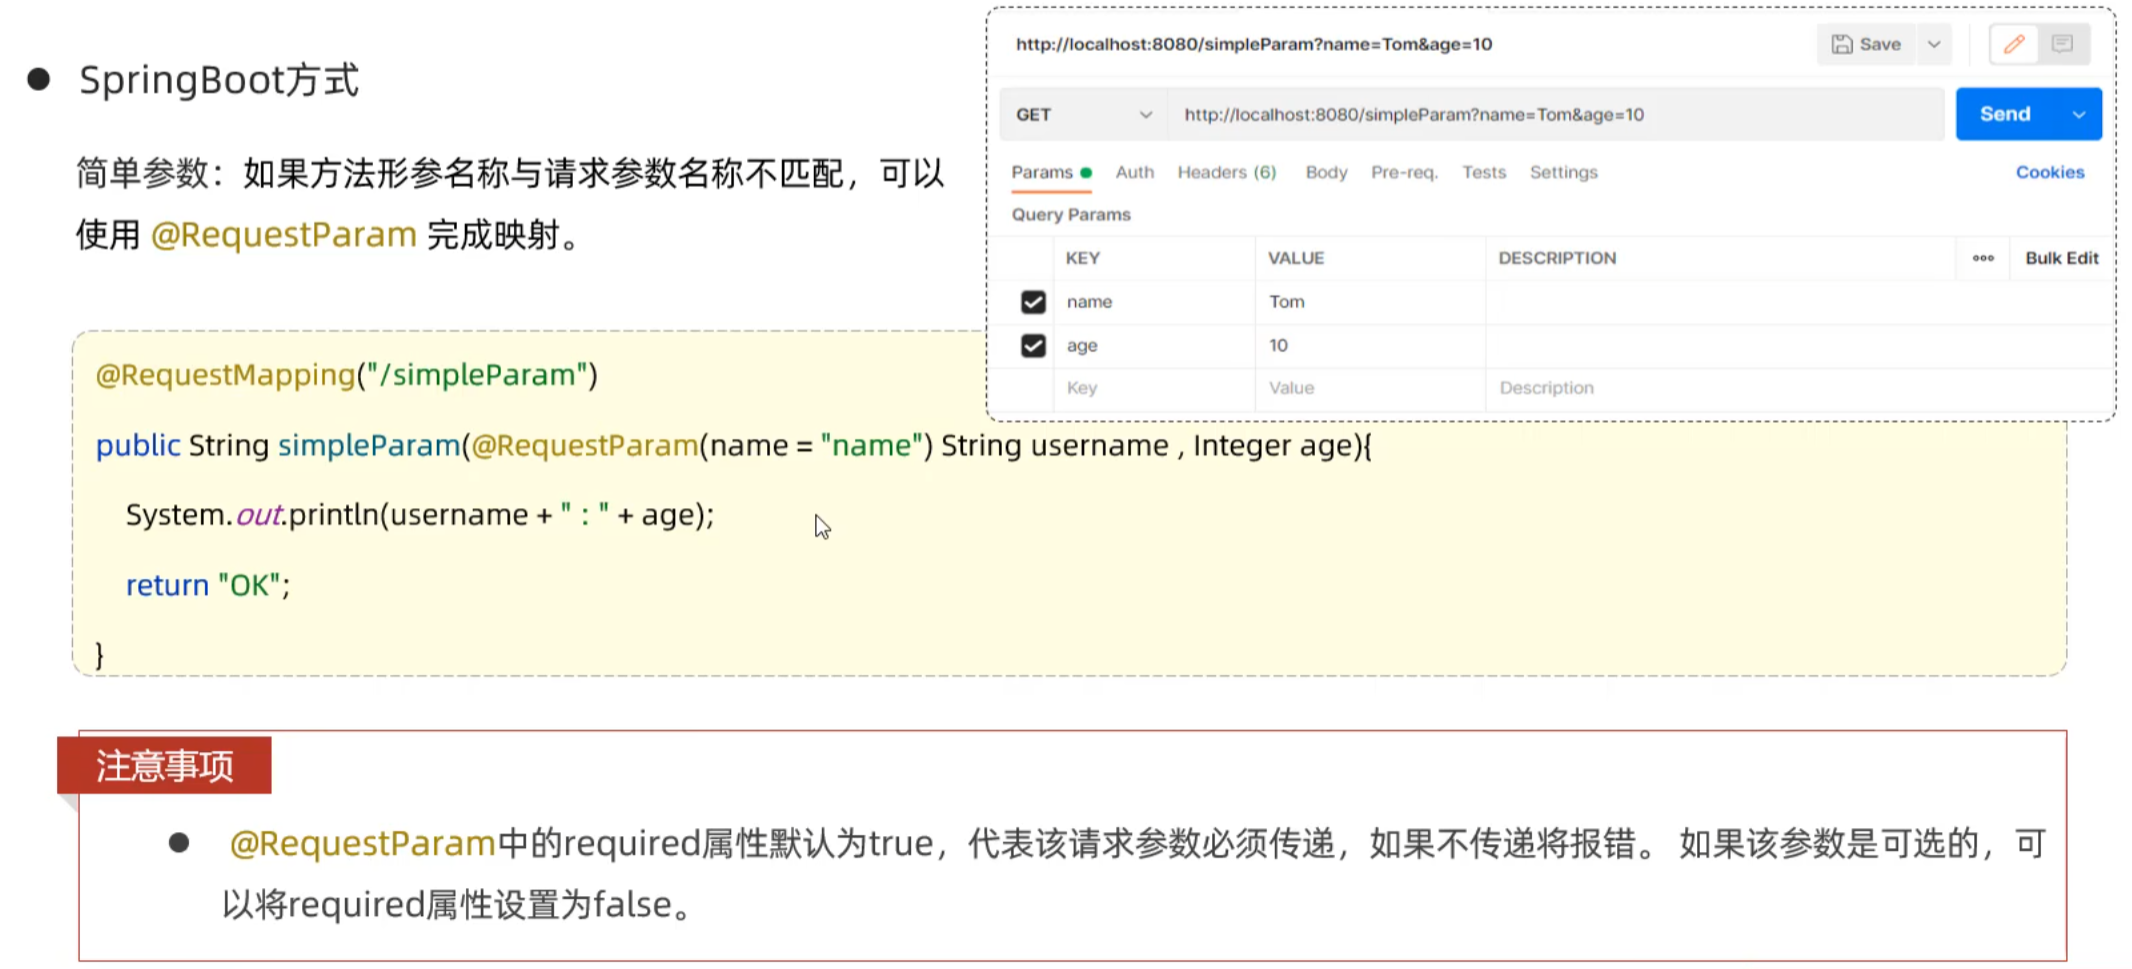 SpringBoot方式
简单参数：如果方法形参名称与请求参数名称不匹配，可以
使用 @RequestParam 完成映射。
http://localhost:8080/simpleParam?name=Tom&age=10
Save
GET
http://localhost:8080/simpleParam?name=Tom&age=10
Send
Params Auth Headers (6) Body Pre-req. Tests Settings Cookies
Query Params
KEY VALUE DESCRIPTION ooo Bulk Edit
name Tom
age 10
Key Value Description
@RequestMapping("/simpleParam")
public String simpleParam(@RequestParam(name = "name") String username , Integer age){
System.out.println(username + " : " + age);
return "OK";
}
注意事项
@RequestParam中的required属性默认为true，代表该请求参数必须传递，如果不传递将报错。 如果该参数是可选的，可
以将required属性设置为false。